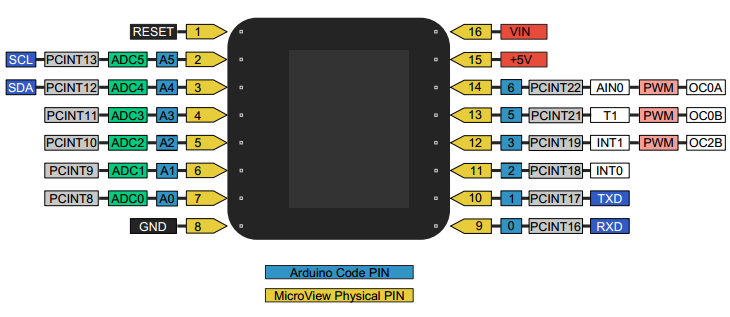 RESET 1 16 VIN
SCL PCINT13 ADC5 A5 2 15 +5V
SDA PCINT12 ADC4 A4 3 14 6 PCINT22 AIN0 PWM OC0A
PCINT11 ADC3 A3 4 13 5 PCINT21 T1 PWM OC0B
PCINT10 ADC2 A2 5 12 3 PCINT19 INT1 PWM OC2B
PCINT9 ADC1 A1 6 11 2 PCINT18 INT0
PCINT8 ADC0 A0 7 10 1 PCINT17 TXD
GND 8 9 0 PCINT16 RXD
Arduino Code PIN
MicroView Physical PIN